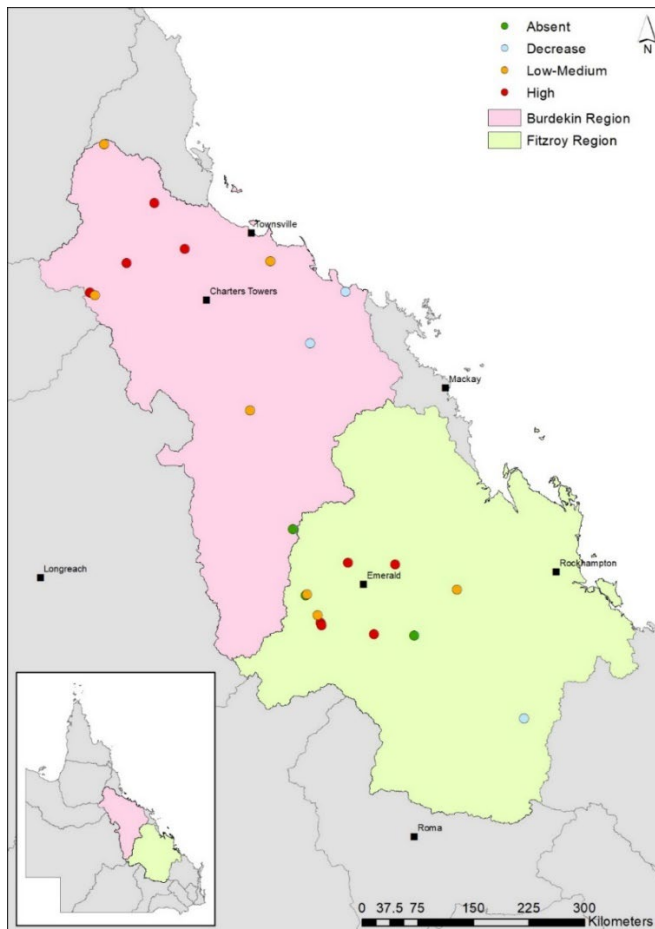 Absent
Decrease
Low-Medium
High
Burdekin Region
Fitzroy Region
N
Townsville
Charters Towers
Mackay
Longreach
Emerald
Rockhampton
Roma
0 37.5 75 150 225 300
Kilometers